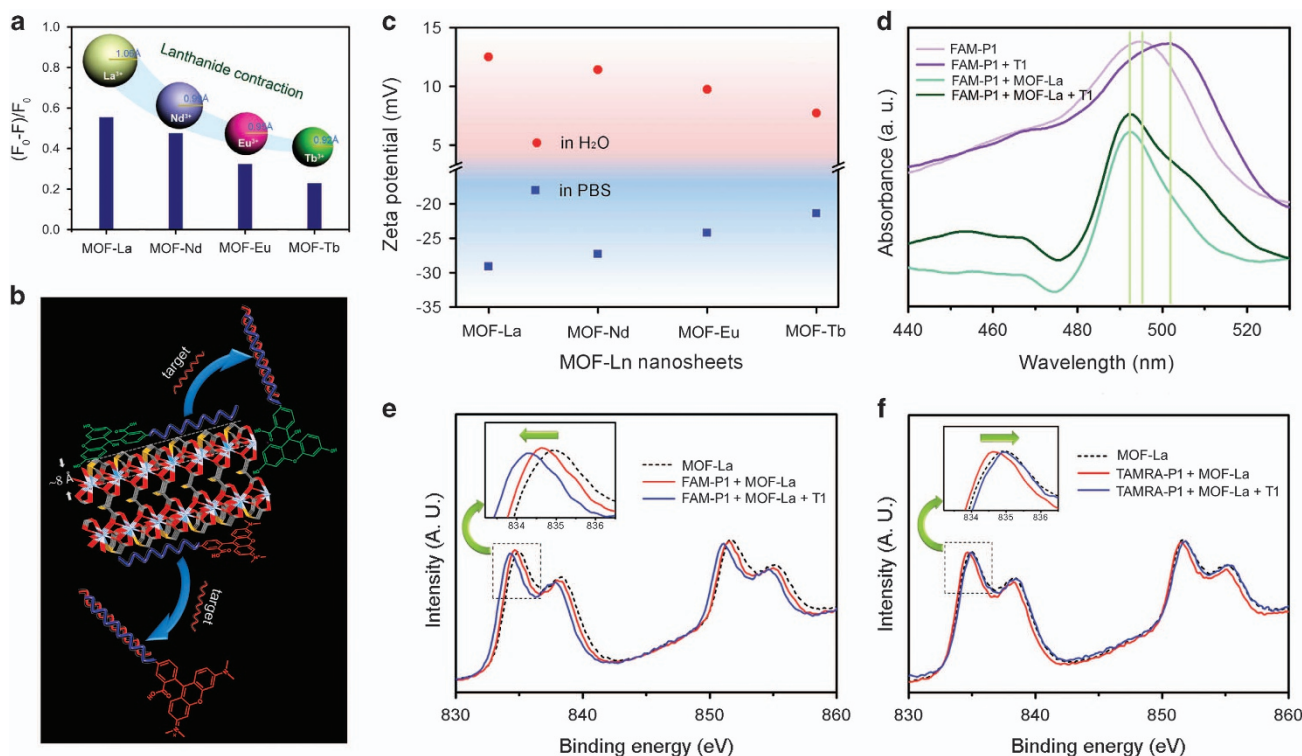 a
(F₀-F)/F₀
1.0
0.8
0.6
0.4
0.2
0.0
Lanthanide contraction
La³⁺
Nd³⁺
Eu³⁺
Tb³⁺
0.92Å
MOF-La MOF-Nd MOF-Eu MOF-Tb
b
target
~8 Å
target
c
Zeta potential (mV)
25
20
15
10
5
-20
-25
-30
-35
in H₂O
in PBS
MOF-La MOF-Nd MOF-Eu MOF-Tb
MOF-Ln nanosheets
d
Absorbance (a. u.)
FAM-P1
FAM-P1 + T1
FAM-P1 + MOF-La
FAM-P1 + MOF-La + T1
440 460 480 500 520
Wavelength (nm)
e
Intensity (A. U.)
834 835 836
MOF-La
FAM-P1 + MOF-La
FAM-P1 + MOF-La + T1
830 840 850 860
Binding energy (eV)
f
Intensity (A. U.)
834 835 836
MOF-La
TAMRA-P1 + MOF-La
TAMRA-P1 + MOF-La + T1
830 840 850 860
Binding energy (eV)